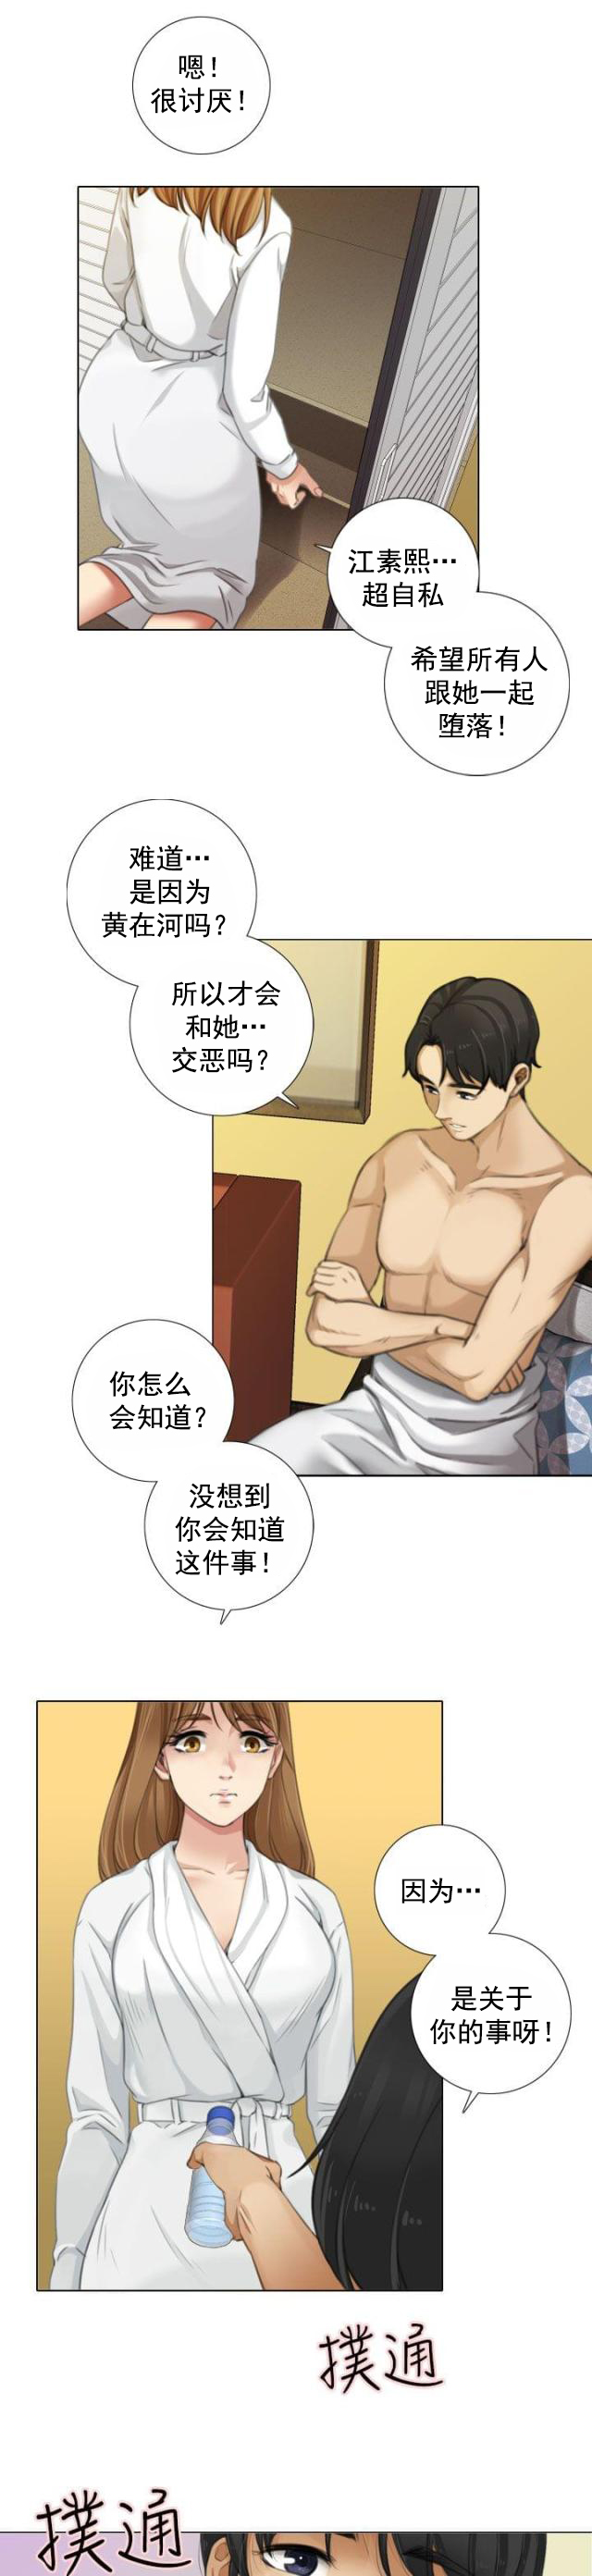 嗯！
很讨厌！
江素熙…
超自私
希望所有人
跟她一起
堕落！
难道…
是因为
黄在河吗？
所以才会
和她…
交恶吗？
你怎么
会知道？
没想到
你会知道
这件事！
因为…
是关于
你的事呀！
撲通
撲通